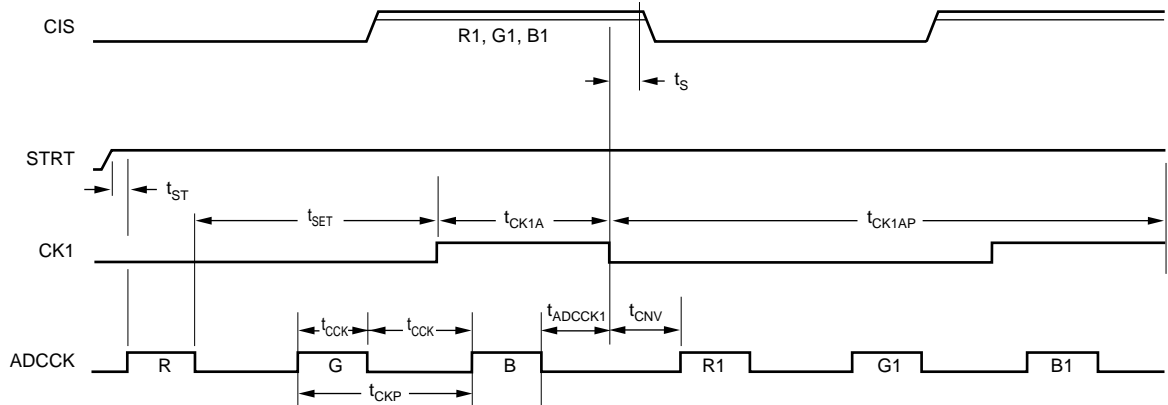 CIS
R1, G1, B1
tS
STRT
tST
tSET
tCK1A
tCK1AP
CK1
tCCK
tCCK
tADCCK1
tCNV
ADCCK
R
G
B
R1
G1
B1
tCKP